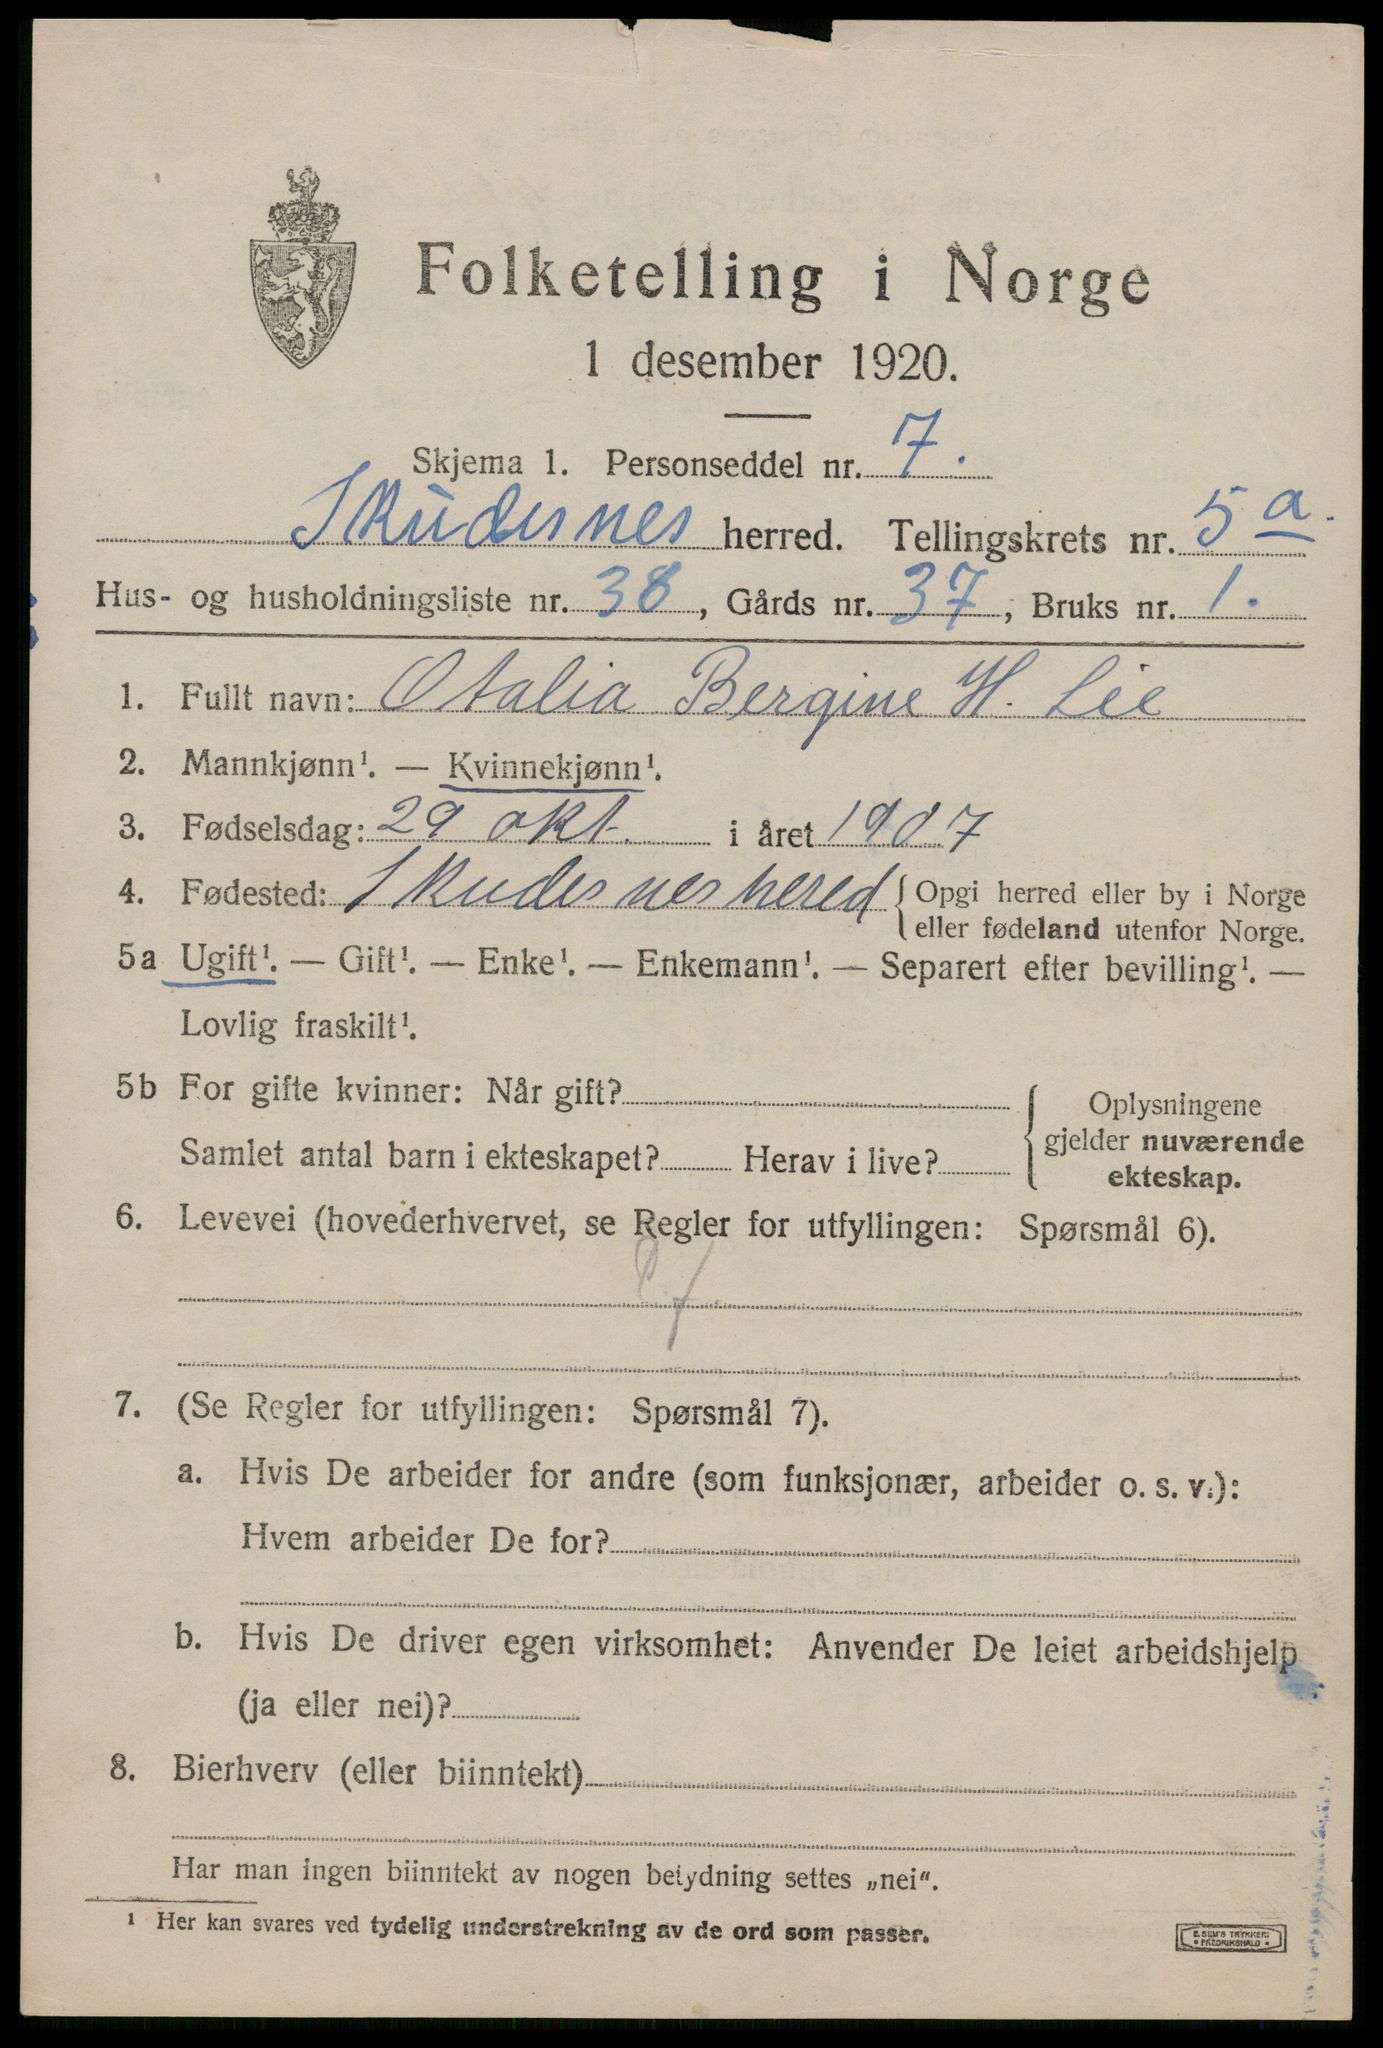 Folketelling i Norge
1 desember 1920.
Skjema 1. Personseddel nr. 7.
Skudesnes herred. Tellingskrets nr. 5 a.
Hus- og husholdningsliste nr. 38, Gårds nr. 37, Bruks nr. 1.
1. Fullt navn: Otalia Bergine H. Lie
2. Mannkjønn¹. — Kvinnekjønn¹.
3. Fødselsdag: 29 okt. i året 1907
4. Fødested: Skudesnes hered { Opgi herred eller by i Norge
eller fødeland utenfor Norge.
5a Ugift¹. — Gift¹. — Enke¹. — Enkemann¹. — Separert efter bevilling¹. —
Lovlig fraskilt¹.
5b For gifte kvinner: Når gift?
Samlet antal barn i ekteskapet? Herav i live?
{ Oplysningene
gjelder nuværende
ekteskap.
6. Levevei (hovederhvervet, se Regler for utfyllingen: Spørsmål 6).
7. (Se Regler for utfyllingen: Spørsmål 7).
a. Hvis De arbeider for andre (som funksjonær, arbeider o. s. v.):
Hvem arbeider De for?
b. Hvis De driver egen virksomhet: Anvender De leiet arbeidshjelp
(ja eller nei)?
8. Bierhverv (eller biinntekt)
Har man ingen biinntekt av nogen betydning settes „nei“.
¹ Her kan svares ved tydelig understrekning av de ord som passer.
E. SEM'S TRYKKERI
• FREDRIKSHALD •